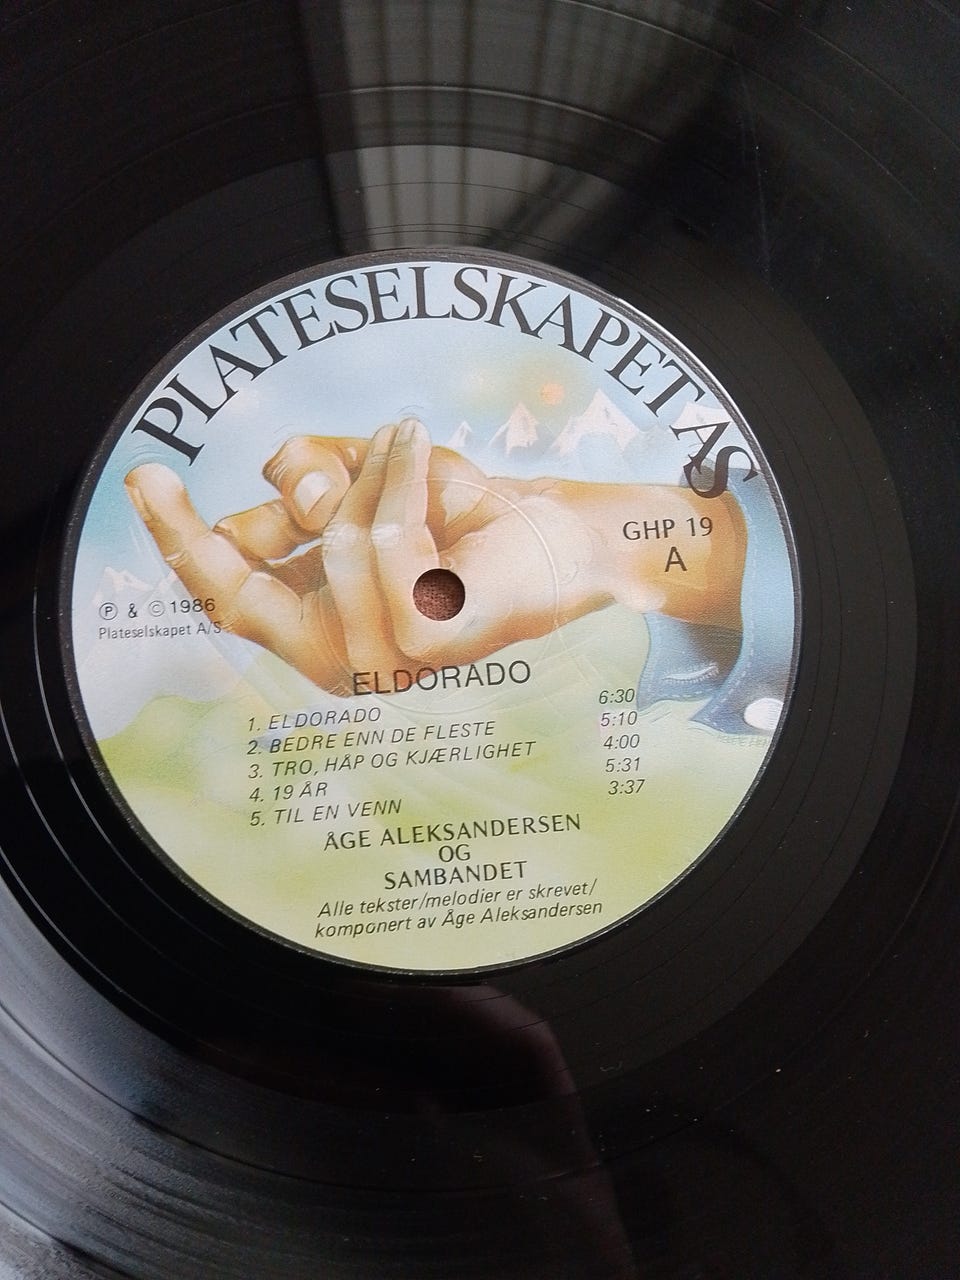 PLATESELSKAPET AS
GHP 19
A
Ⓟ & © 1986
Plateselskapet A/S
ELDORADO
1. ELDORADO 6:30
2. BEDRE ENN DE FLESTE 5:10
3. TRO, HÅP OG KJÆRLIGHET 4:00
4. 19 ÅR 5:31
5. TIL EN VENN 3:37
ÅGE ALEKSANDERSEN
OG
SAMBANDET
Alle tekster/melodier er skrevet/
komponert av Åge Aleksandersen